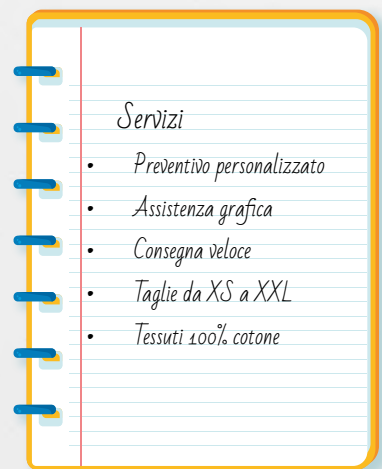 Servizi
• Preventivo personalizzato
• Assistenza grafica
• Consegna veloce
• Taglie da XS a XXL
• Tessuti 100% cotone